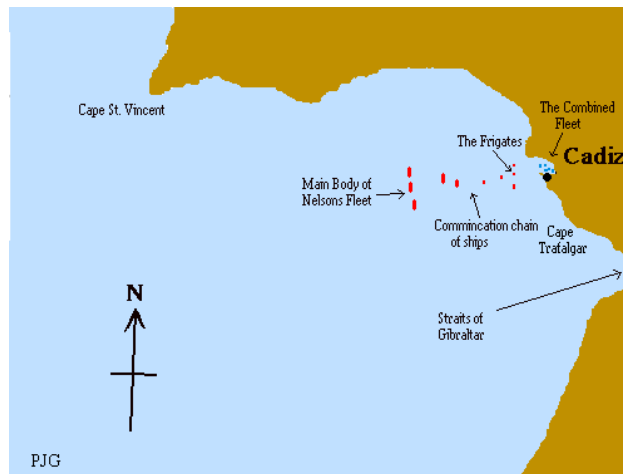 Cape St. Vincent
The Combined
Fleet
The Frigates
Cadiz
Main Body of
Nelsons Fleet
Commincation chain
of ships
Cape
Trafalgar
N
Straits of
Gibraltar
PJG